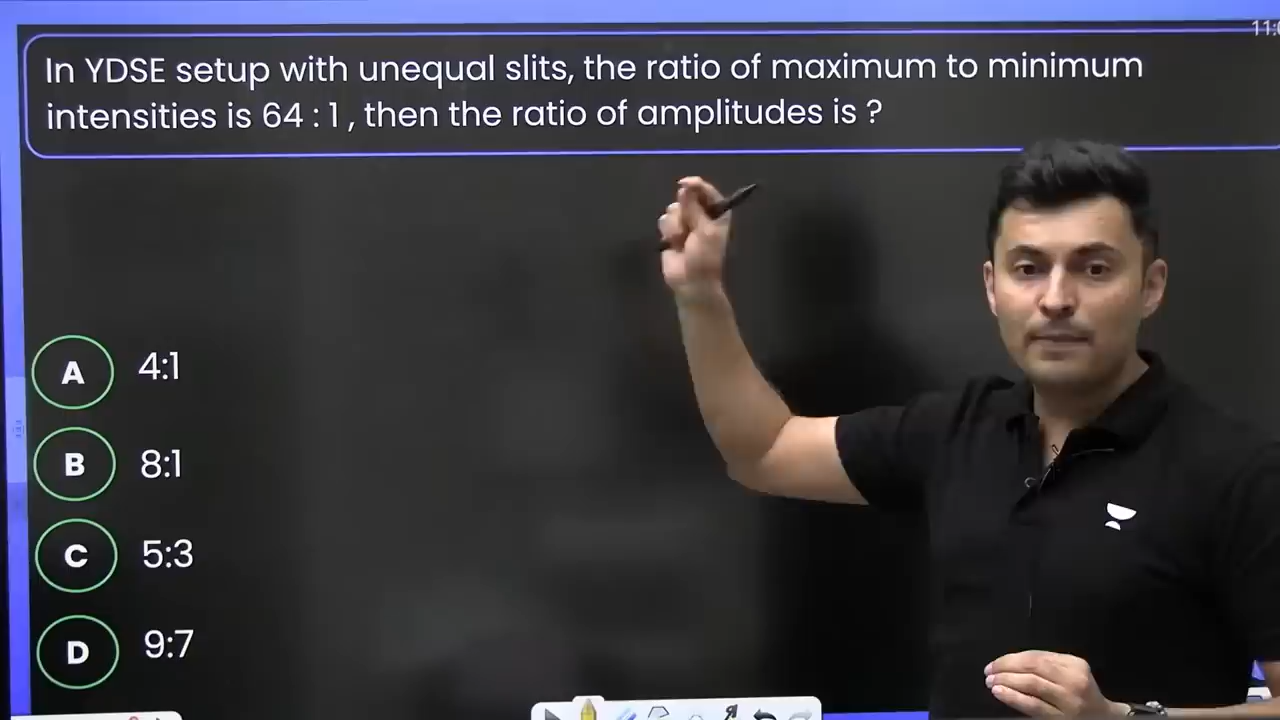 In YDSE setup with unequal slits, the ratio of maximum to minimum
intensities is 64 : 1 , then the ratio of amplitudes is ?
A 4:1
B 8:1
C 5:3
D 9:7